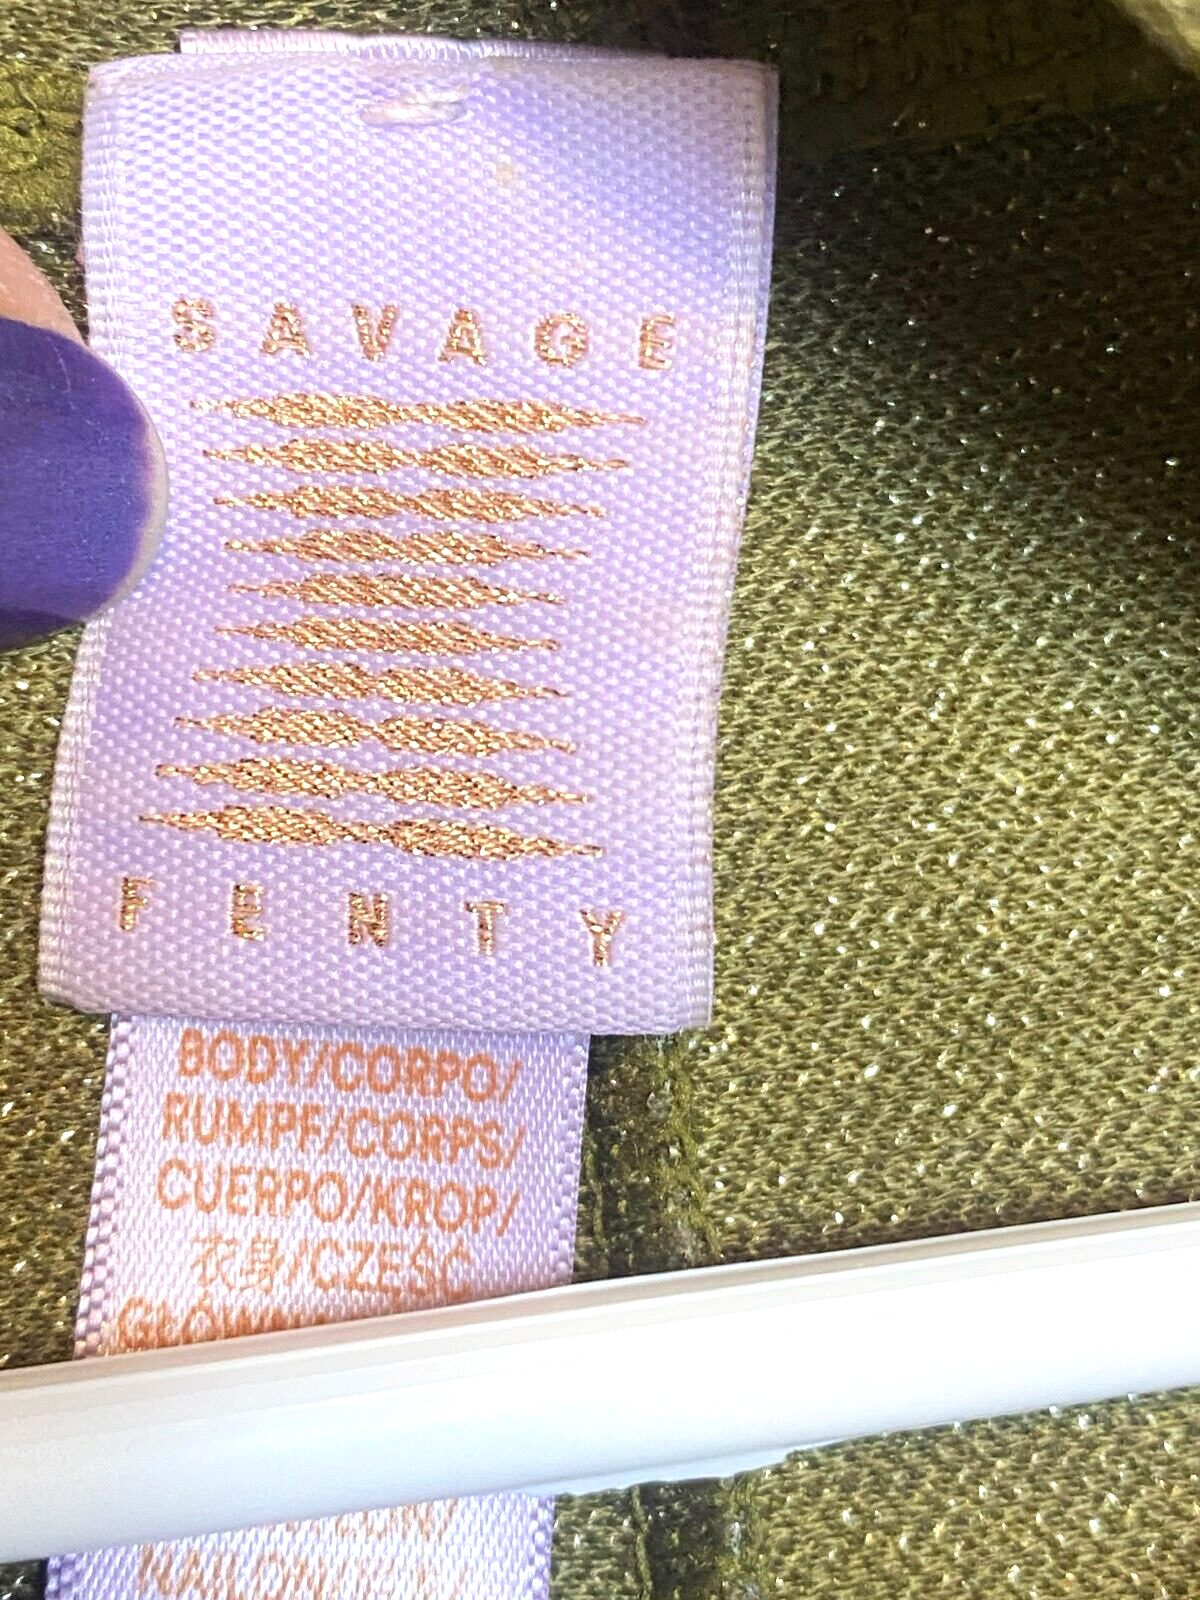 SAVAGE
FENTY
BODY/CORPO/
RUMPF/CORPS/
CUERPO/KROP/
衣身/CZĘŚĆ